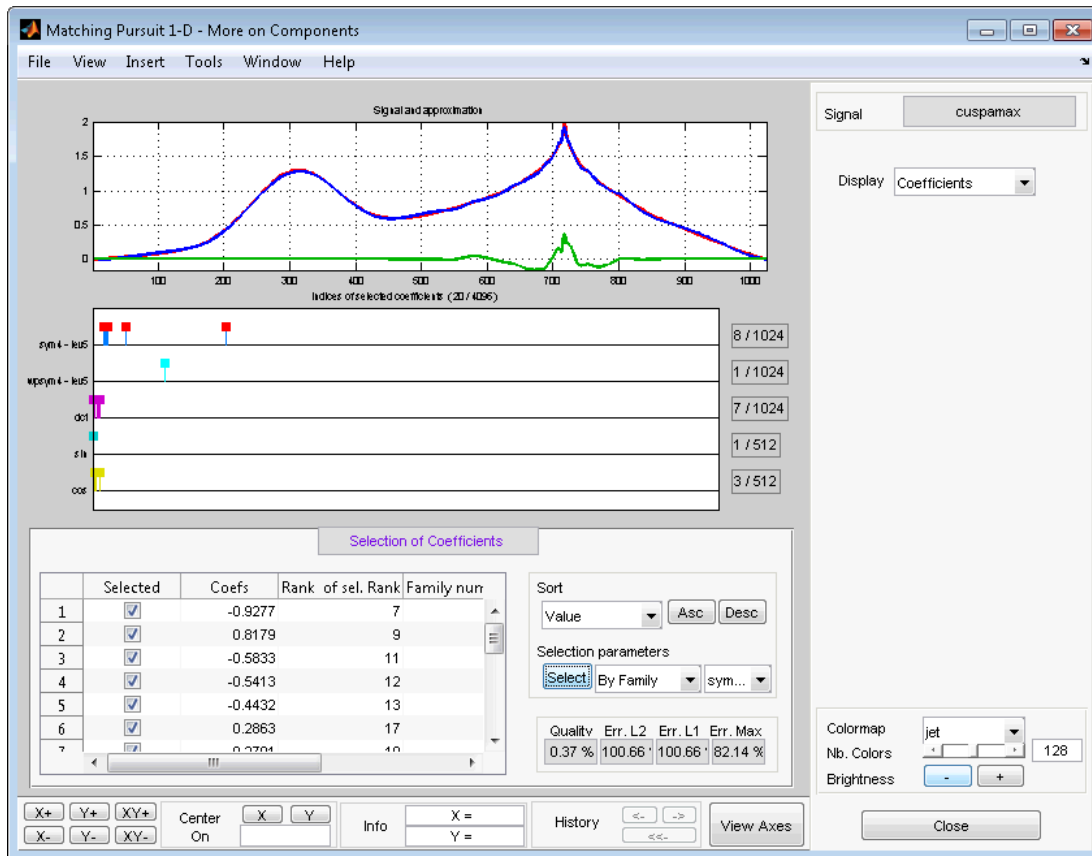 Matching Pursuit 1-D - More on Components
File View Insert Tools Window Help
Signal and approximation
2
1.5
1
0.5
0
100 200 300 400 500 600 700 800 900 1000
Indices of selected coefficients (20 / 4096)
sym4 - lev5
wpsym4 - lev5
dct
sin
cos
8 / 1024
1 / 1024
7 / 1024
1 / 512
3 / 512
Selection of Coefficients
Selected Coefs Rank of sel. Rank Family num
1 -0.9277 7
2 0.8179 9
3 -0.5833 11
4 -0.5413 12
5 -0.4432 13
6 0.2863 17
Sort
Value Asc Desc
Selection parameters
Select By Family sym...
Quality Err. L2 Err. L1 Err. Max
0.37 % 100.66 100.66 82.14 %
Signal cuspamax
Display Coefficients
Colormap jet
Nb. Colors 128
Brightness - +
X+ Y+ XY+
X- Y- XY-
Center On X Y
Info X =
Y =
History <- ->
<<-
View Axes
Close